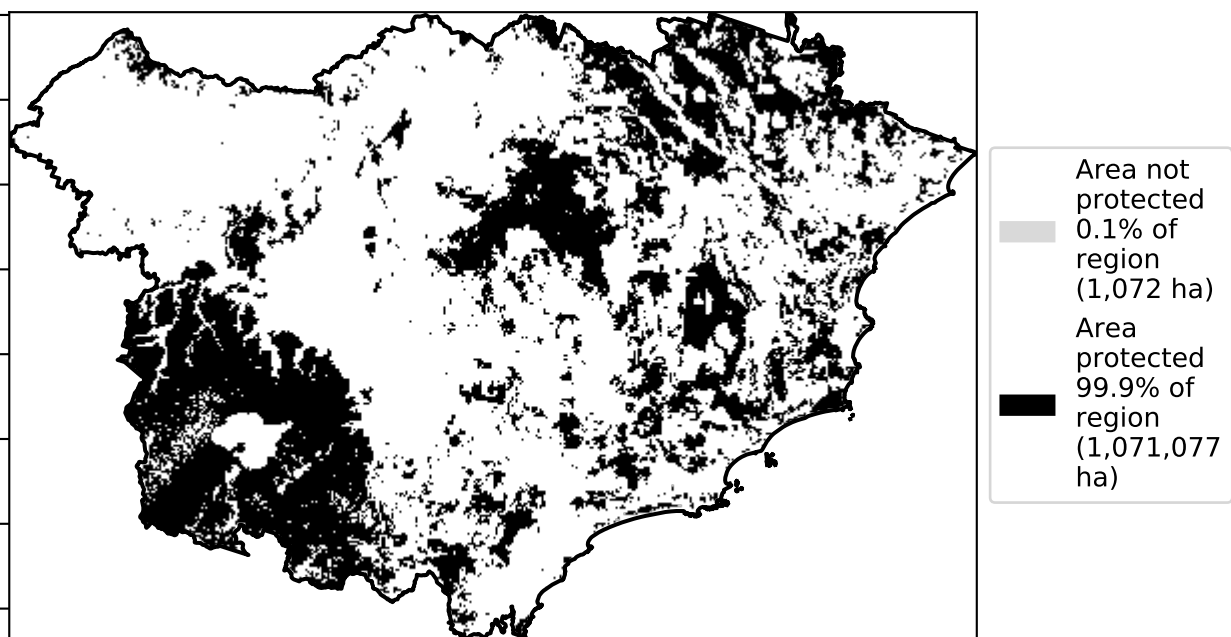 Area not
protected
0.1% of
region
(1,072 ha)
Area
protected
99.9% of
region
(1,071,077
ha)